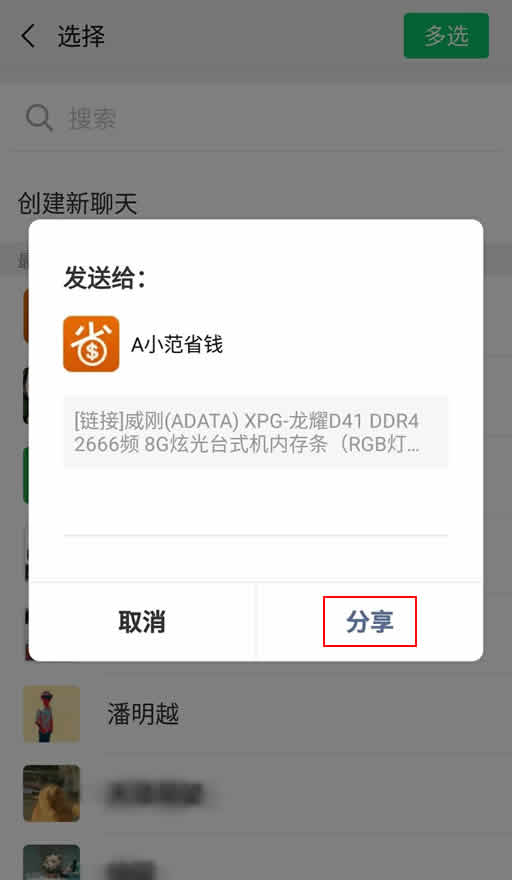 选择
多选
搜索
创建新聊天
发送给：
省
$
A小范省钱
[链接]威刚(ADATA) XPG-龙耀D41 DDR4
2666频 8G炫光台式机内存条（RGB灯...
取消
分享
潘明越